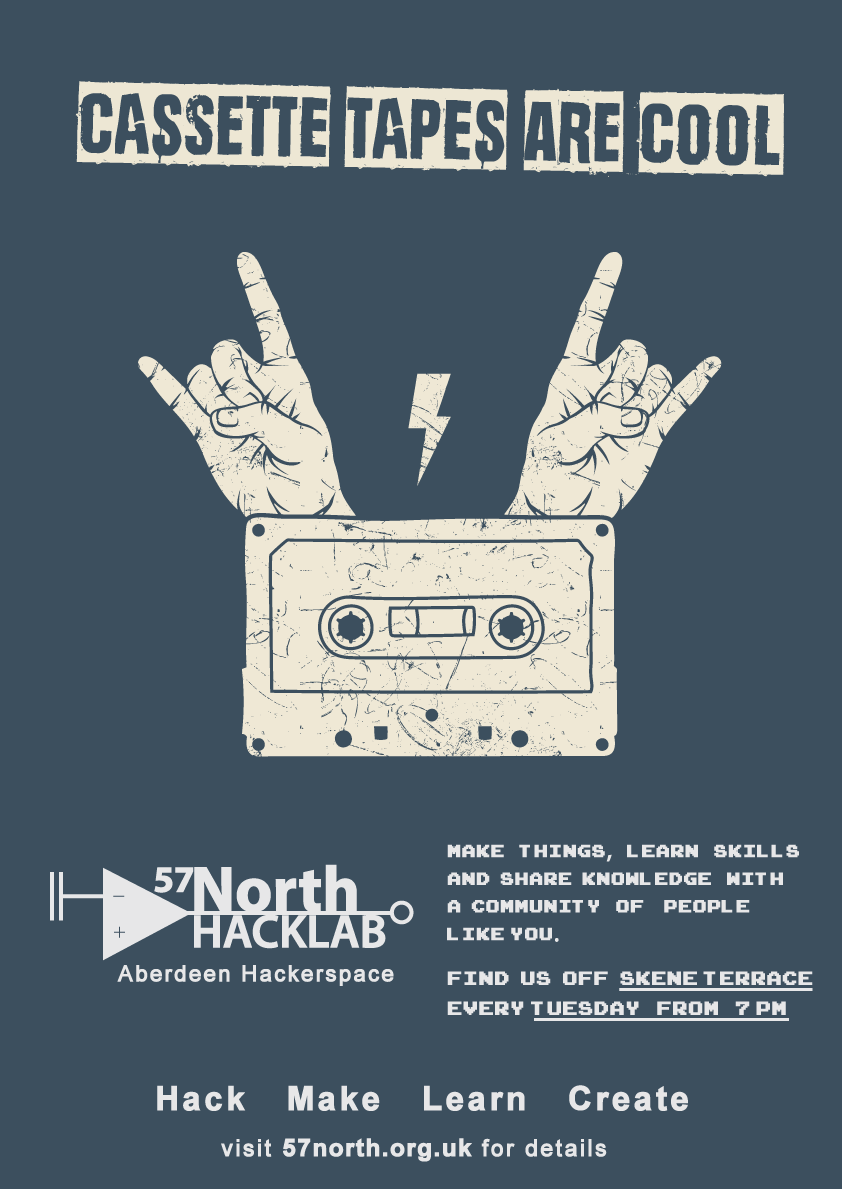 CASSETTE TAPES ARE COOL
57North
HACKLAB
Aberdeen Hackerspace
MAKE THINGS, LEARN SKILLS
AND SHARE KNOWLEDGE WITH
A COMMUNITY OF PEOPLE
LIKE YOU.
FIND US OFF SKENE TERRACE
EVERY TUESDAY FROM 7 PM
Hack Make Learn Create
visit 57north.org.uk for details